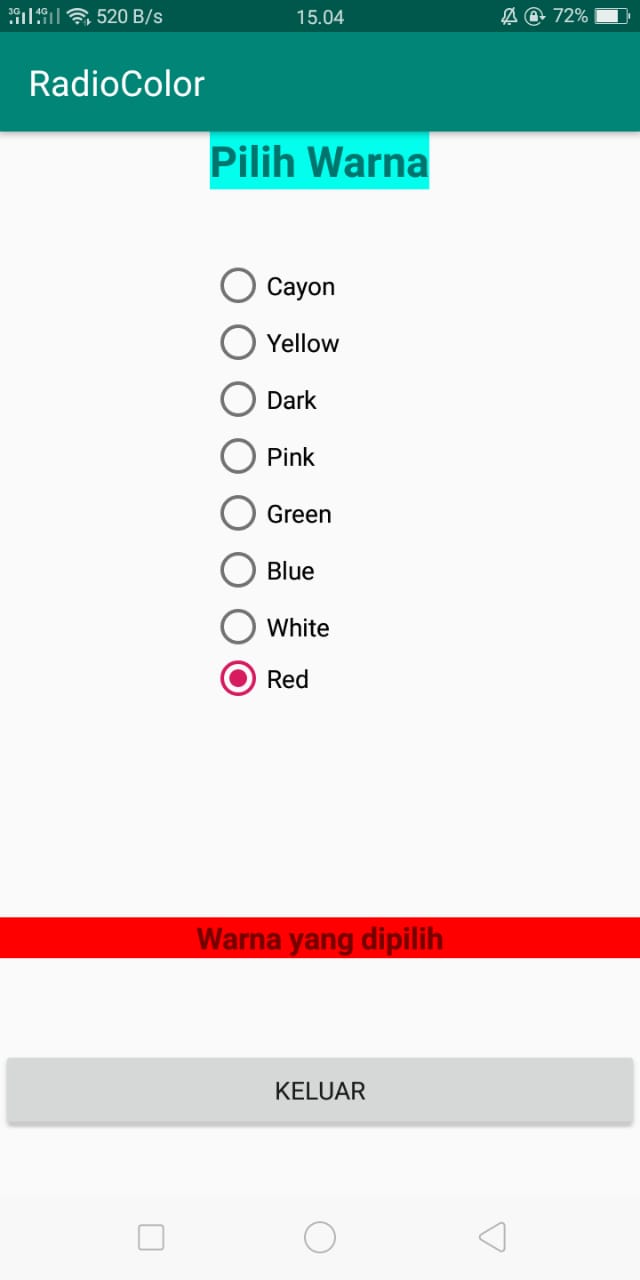 3G 4G 520 B/s 15.04 72%
RadioColor
Pilih Warna
Cayon
Yellow
Dark
Pink
Green
Blue
White
Red
Warna yang dipilih
KELUAR